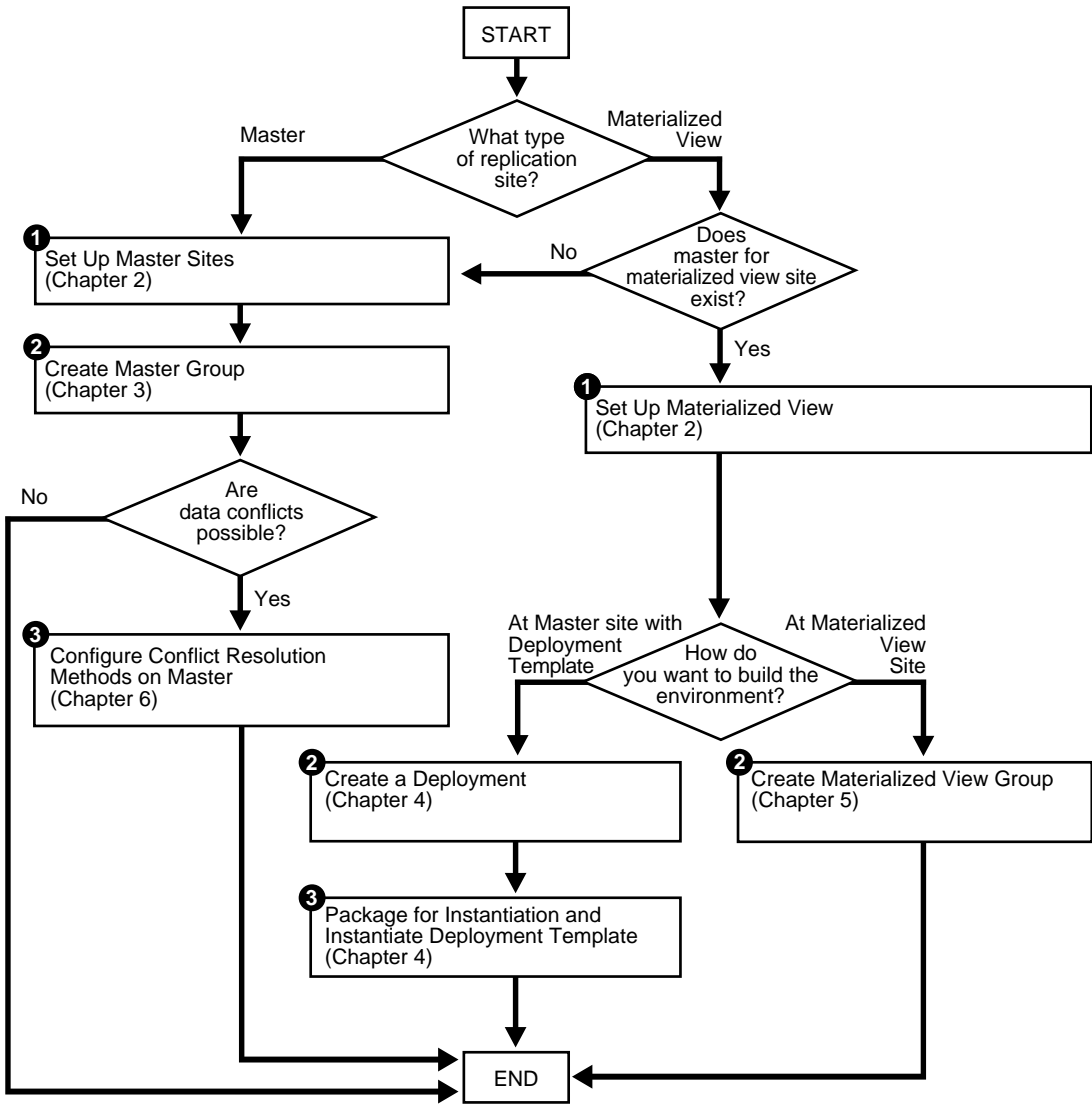 START
What type
of replication
site?
Master
Materialized
View
1
Set Up Master Sites
(Chapter 2)
No
Does
master for
materialized view site
exist?
Yes
2
Create Master Group
(Chapter 3)
1
Set Up Materialized View
(Chapter 2)
No
Are
data conflicts
possible?
Yes
3
Configure Conflict Resolution
Methods on Master
(Chapter 6)
At Master site with
Deployment
Template
How do
you want to build the
environment?
At Materialized
View
Site
2
Create a Deployment
(Chapter 4)
2
Create Materialized View Group
(Chapter 5)
3
Package for Instantiation and
Instantiate Deployment Template
(Chapter 4)
END